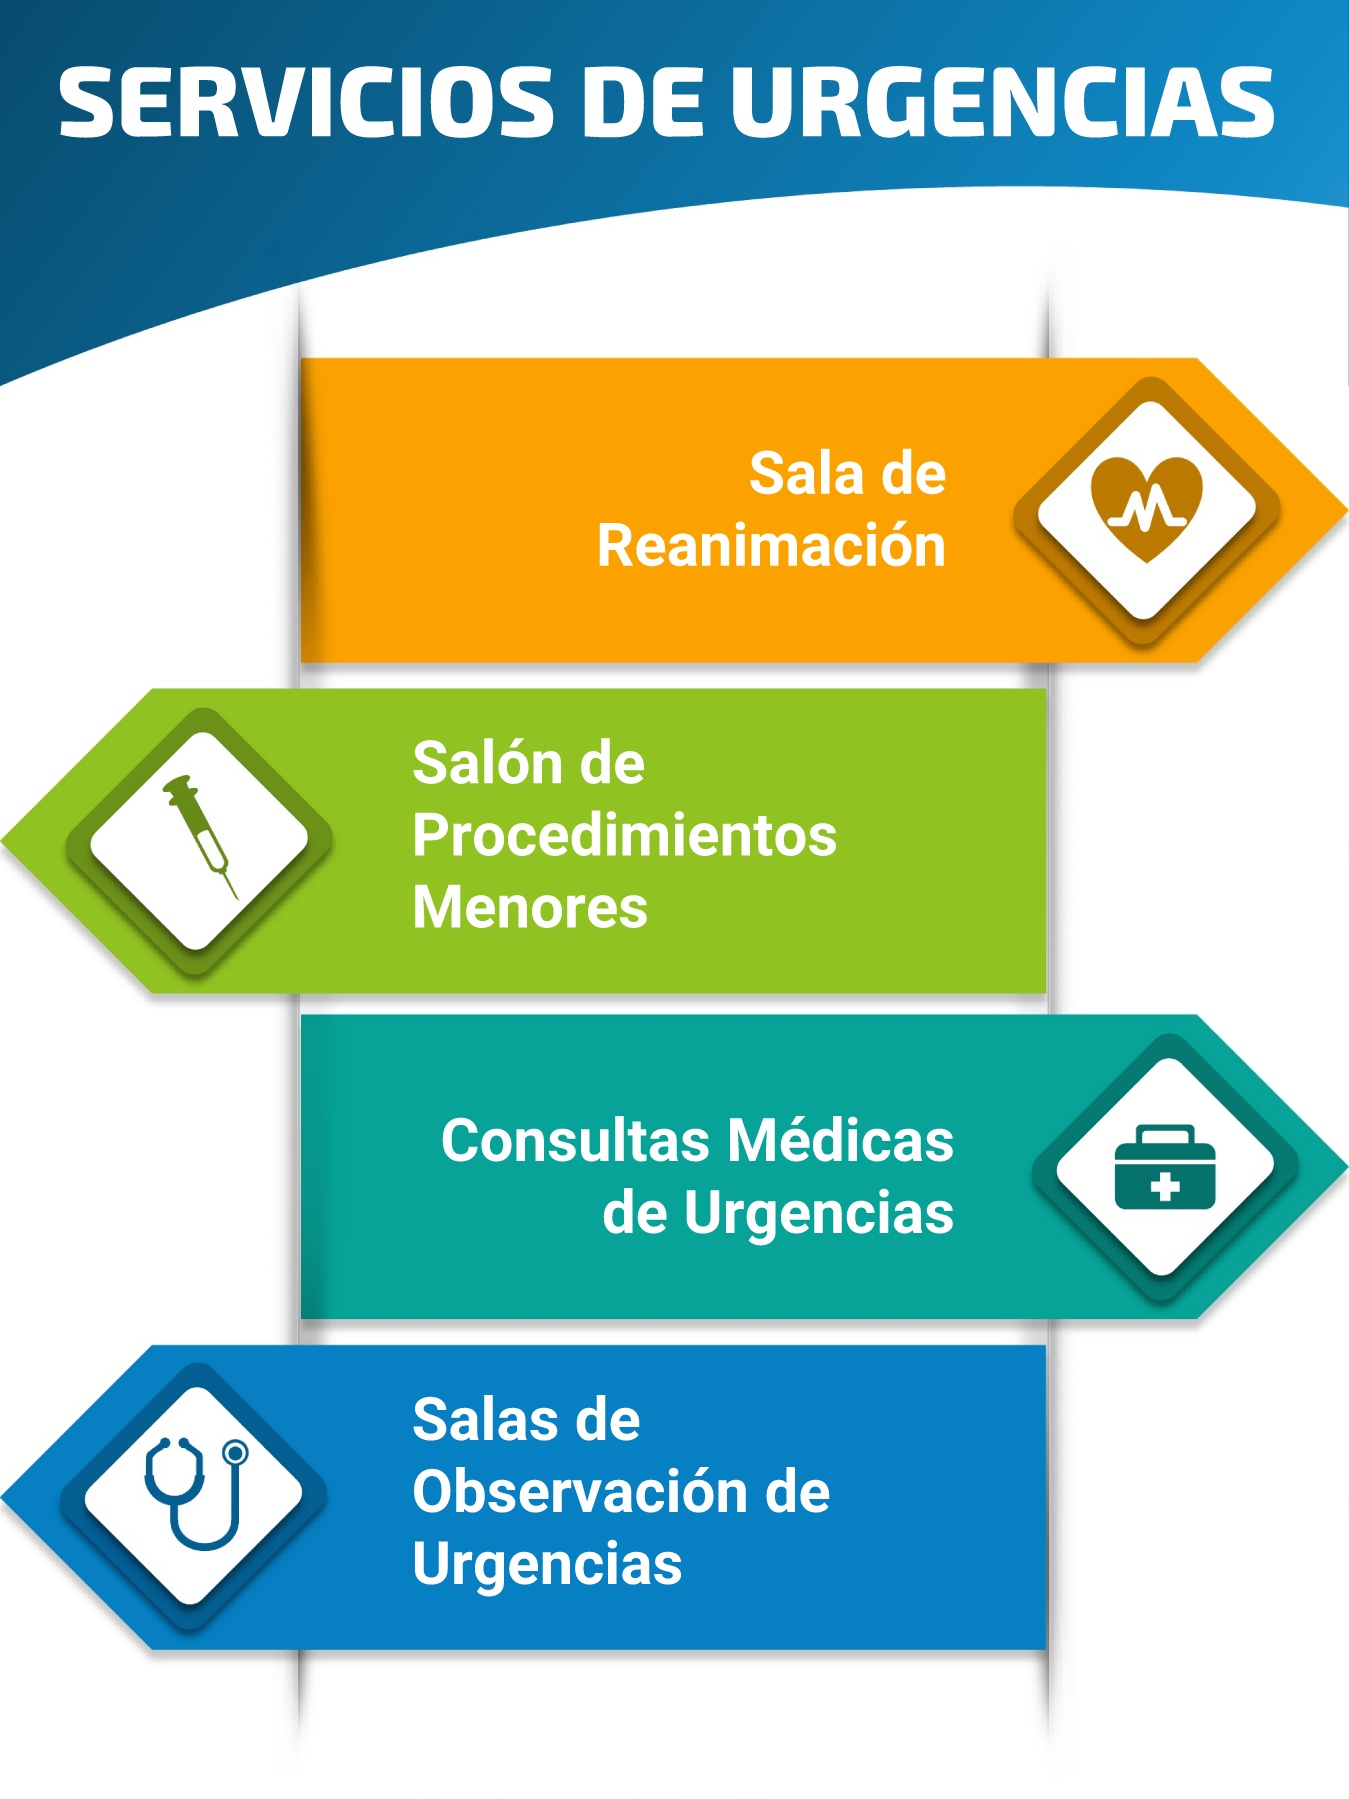 SERVICIOS DE URGENCIAS
Sala de
Reanimación
Salón de
Procedimientos
Menores
Consultas Médicas
de Urgencias
Salas de
Observación de
Urgencias